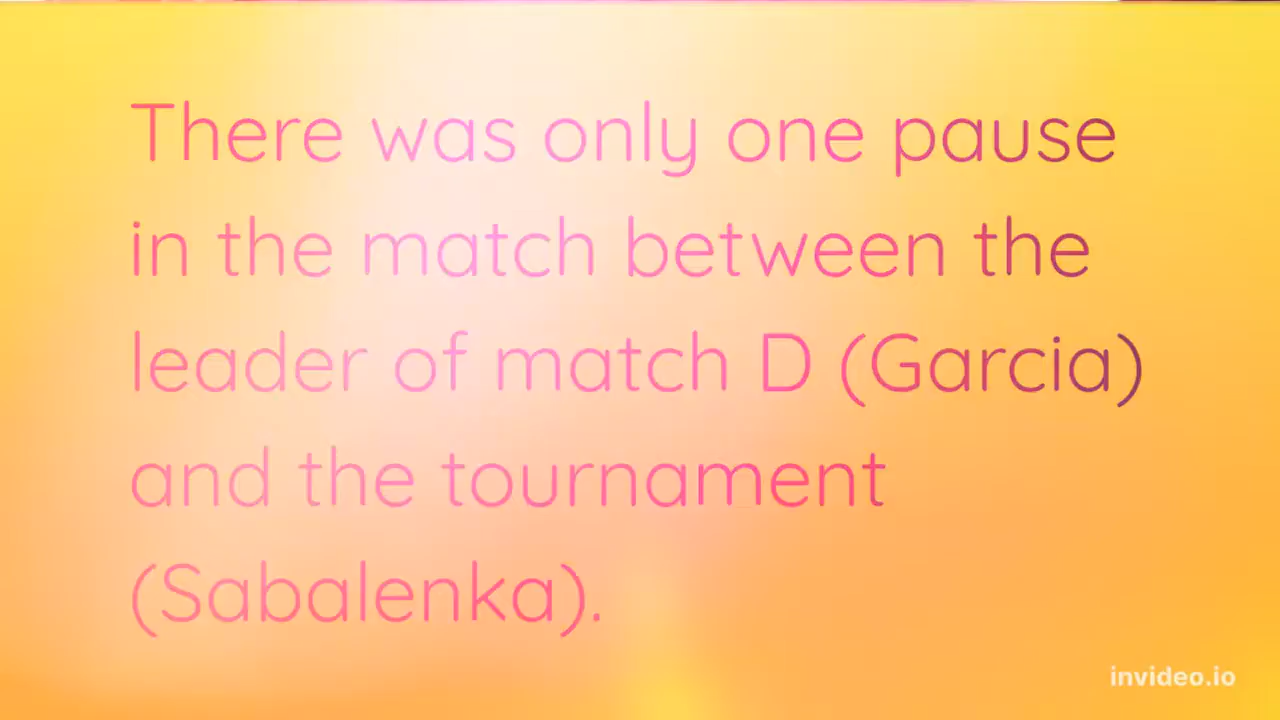 There was only one pause
in the match between the
leader of match D (Garcia)
and the tournament
(Sabalenka).
invideo.io